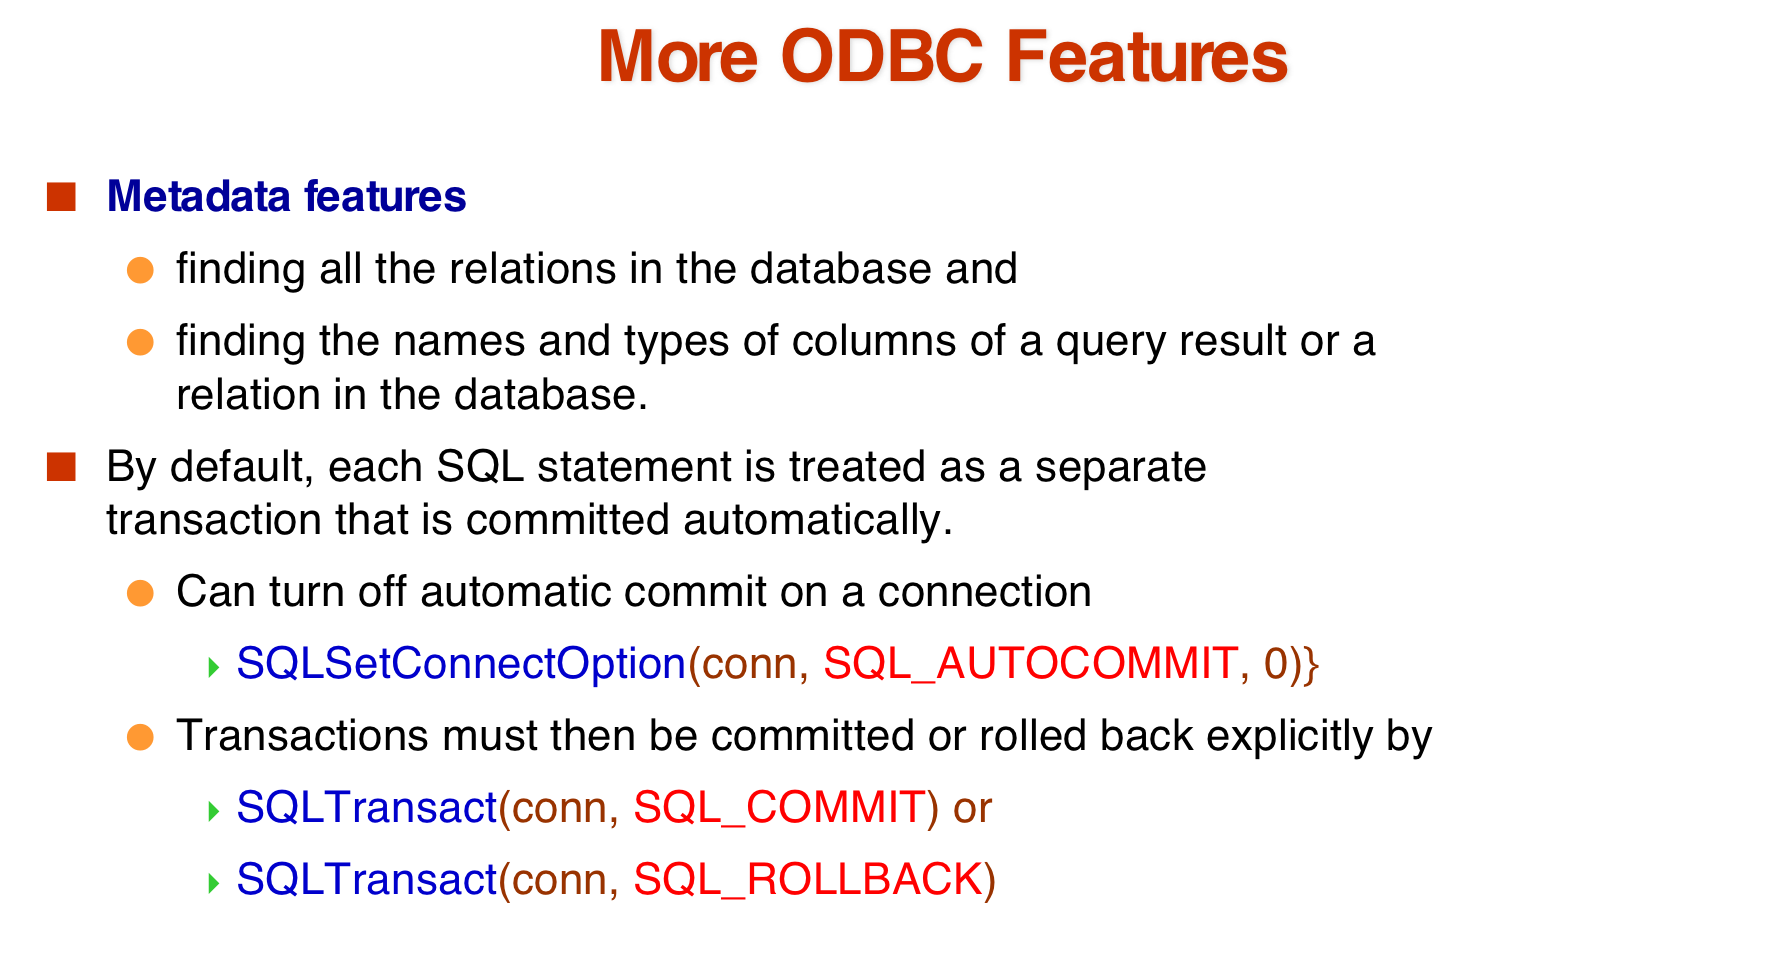 More ODBC Features
Metadata features
finding all the relations in the database and
finding the names and types of columns of a query result or a
relation in the database.
By default, each SQL statement is treated as a separate
transaction that is committed automatically.
Can turn off automatic commit on a connection
SQLSetConnectOption(conn, SQL_AUTOCOMMIT, 0)}
Transactions must then be committed or rolled back explicitly by
SQLTransact(conn, SQL_COMMIT) or
SQLTransact(conn, SQL_ROLLBACK)